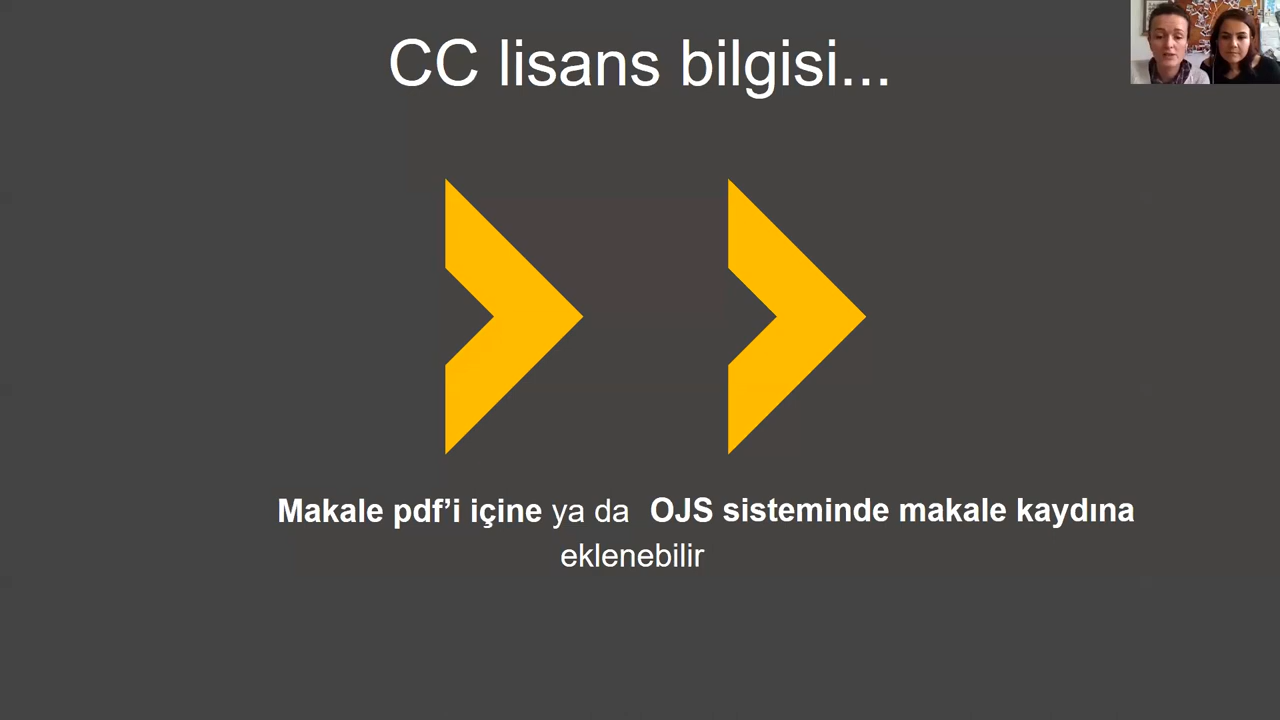 CC lisans bilgisi...
Makale pdf’i içine ya da OJS sisteminde makale kaydına
eklenebilir